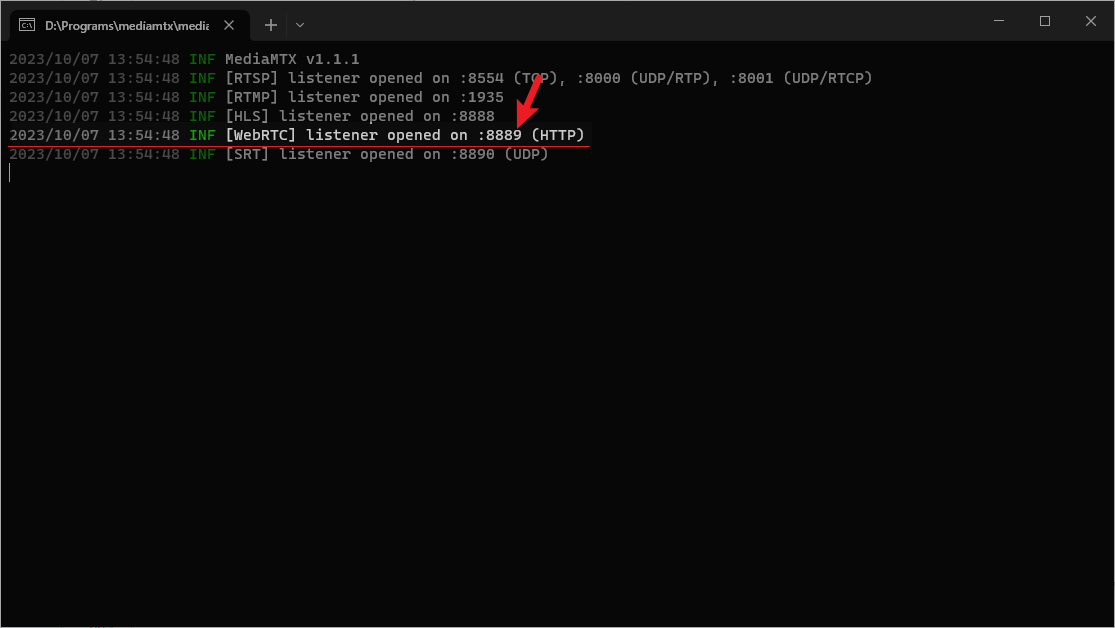 D:\Programs\mediamtx\media
2023/10/07 13:54:48 INF MediaMTX v1.1.1
2023/10/07 13:54:48 INF [RTSP] listener opened on :8554 (TCP), :8000 (UDP/RTP), :8001 (UDP/RTCP)
2023/10/07 13:54:48 INF [RTMP] listener opened on :1935
2023/10/07 13:54:48 INF [HLS] listener opened on :8888
2023/10/07 13:54:48 INF [WebRTC] listener opened on :8889 (HTTP)
2023/10/07 13:54:48 INF [SRT] listener opened on :8890 (UDP)